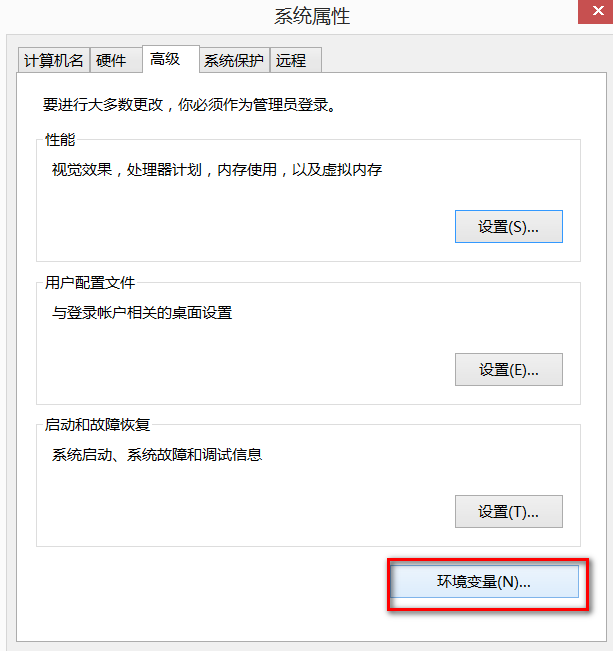 系统属性
计算机名 硬件 高级 系统保护 远程
要进行大多数更改，你必须作为管理员登录。
性能
视觉效果，处理器计划，内存使用，以及虚拟内存
设置(S)...
用户配置文件
与登录帐户相关的桌面设置
设置(E)...
启动和故障恢复
系统启动、系统故障和调试信息
设置(T)...
环境变量(N)...